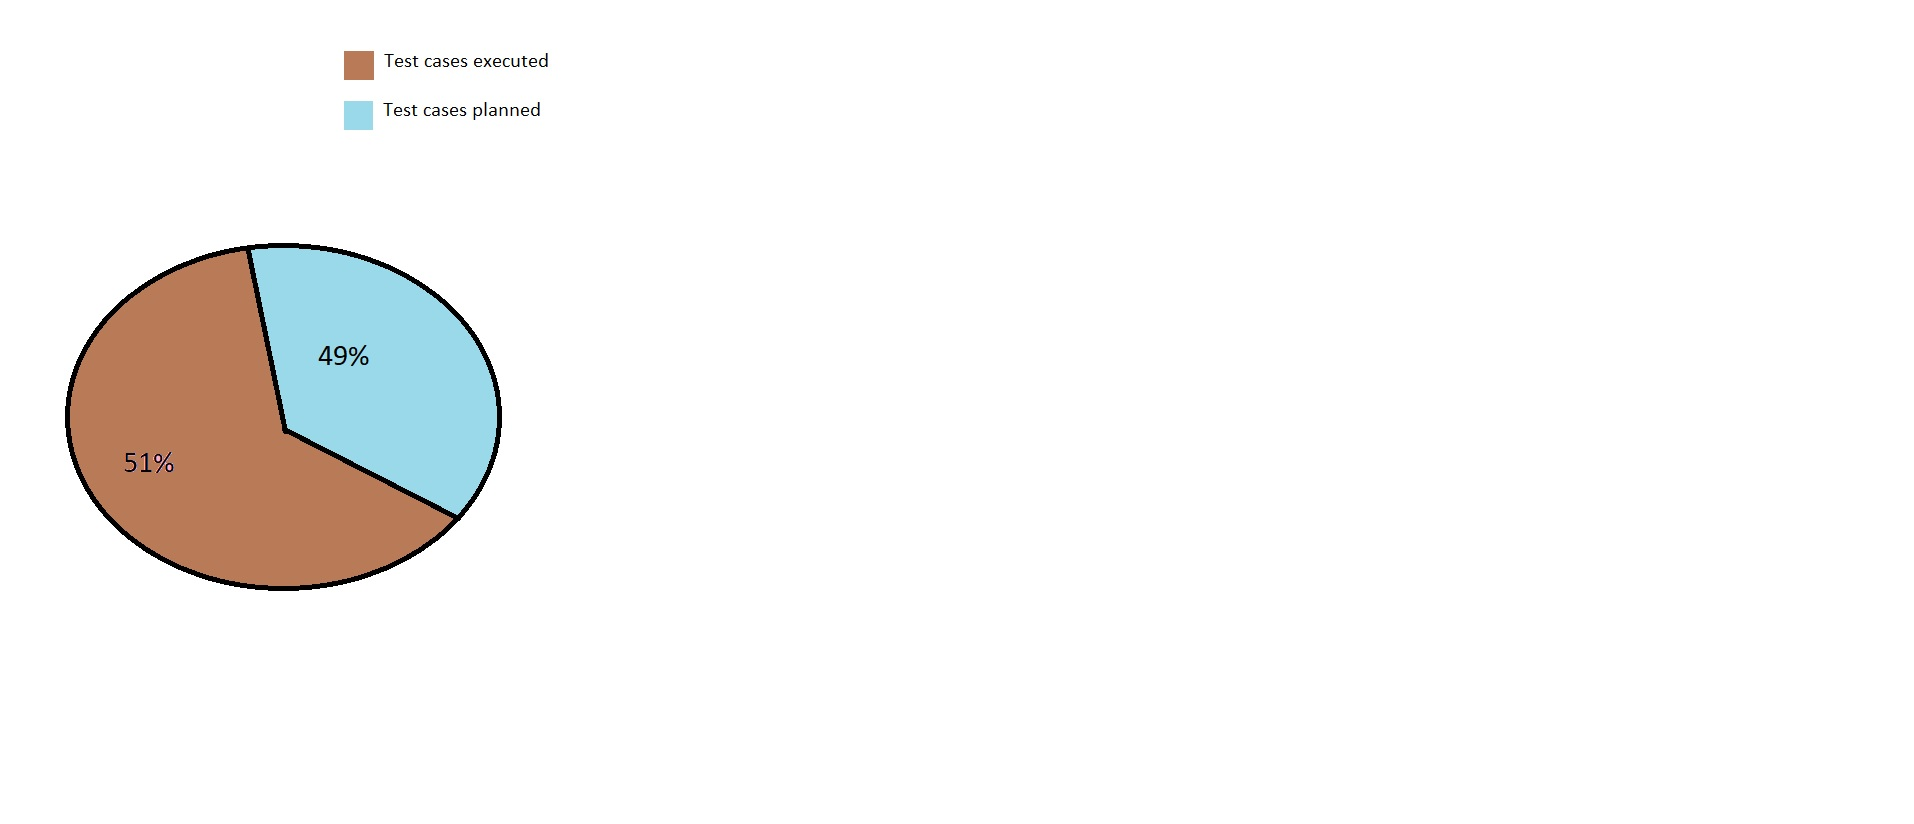 Test cases executed
Test cases planned
49%
51%